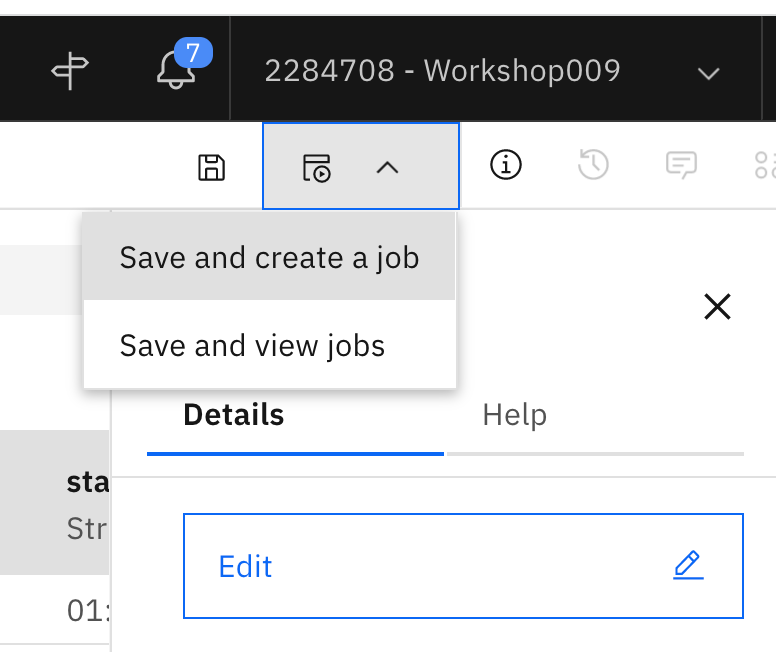 7
2284708 - Workshop009
Save and create a job
Save and view jobs
Details
Help
sta
Str
Edit
01: